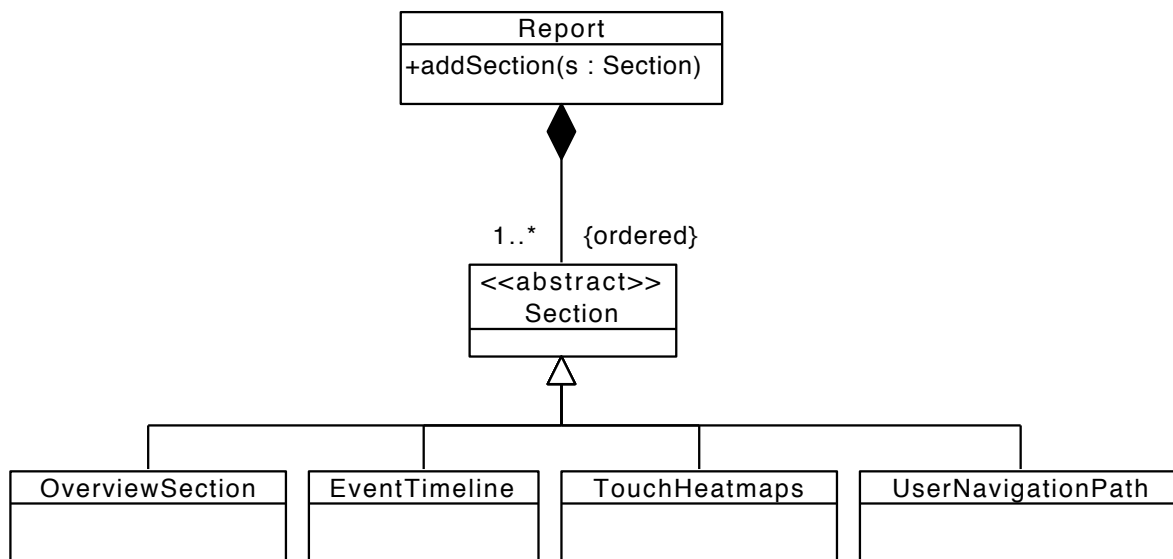 Report
+addSection(s : Section)
1..* {ordered}
<<abstract>>
Section
OverviewSection EventTimeline TouchHeatmaps UserNavigationPath